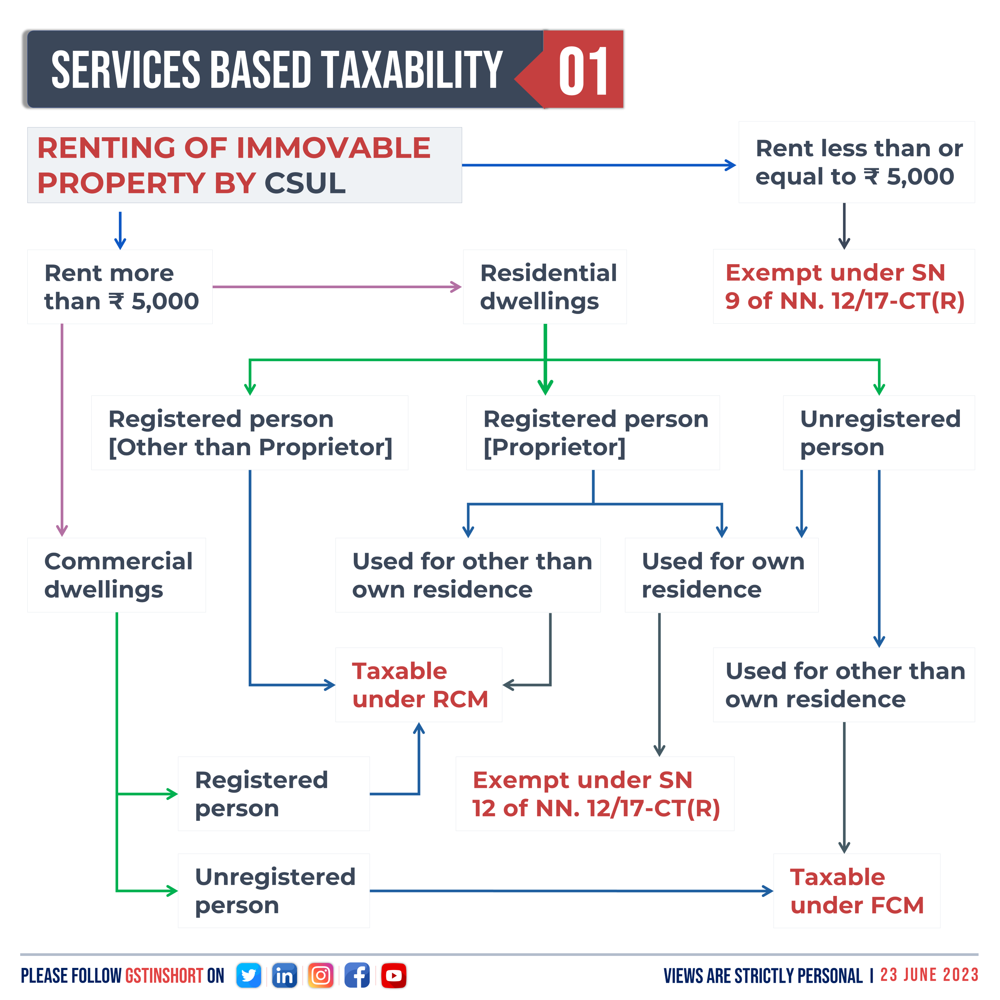 SERVICES BASED TAXABILITY 01
RENTING OF IMMOVABLE
PROPERTY BY CSUL
Rent less than or
equal to ₹ 5,000
Rent more
than ₹ 5,000
Residential
dwellings
Exempt under SN
9 of NN. 12/17-CT(R)
Registered person
[Other than Proprietor]
Registered person
[Proprietor]
Unregistered
person
Commercial
dwellings
Used for other than
own residence
Used for own
residence
Taxable
under RCM
Used for other than
own residence
Registered
person
Exempt under SN
12 of NN. 12/17-CT(R)
Unregistered
person
Taxable
under FCM
PLEASE FOLLOW GSTINSHORT ON
in
VIEWS ARE STRICTLY PERSONAL I 23 JUNE 2023